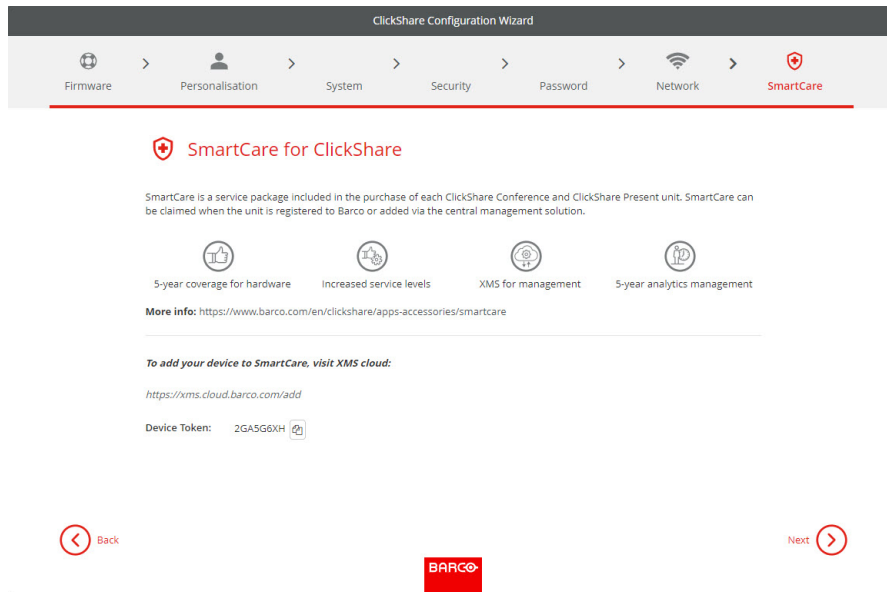 ClickShare Configuration Wizard
Firmware
Personalisation
System
Security
Password
Network
SmartCare
SmartCare for ClickShare
SmartCare is a service package included in the purchase of each ClickShare Conference and ClickShare Present unit. SmartCare can
be claimed when the unit is registered to Barco or added via the central management solution.
5-year coverage for hardware
Increased service levels
XMS for management
5-year analytics management
More info: https://www.barco.com/en/clickshare/apps-accessories/smartcare
To add your device to SmartCare, visit XMS cloud:
https://xms.cloud.barco.com/add
Device Token: 2GA5G6XH
Back
Next
BARCO